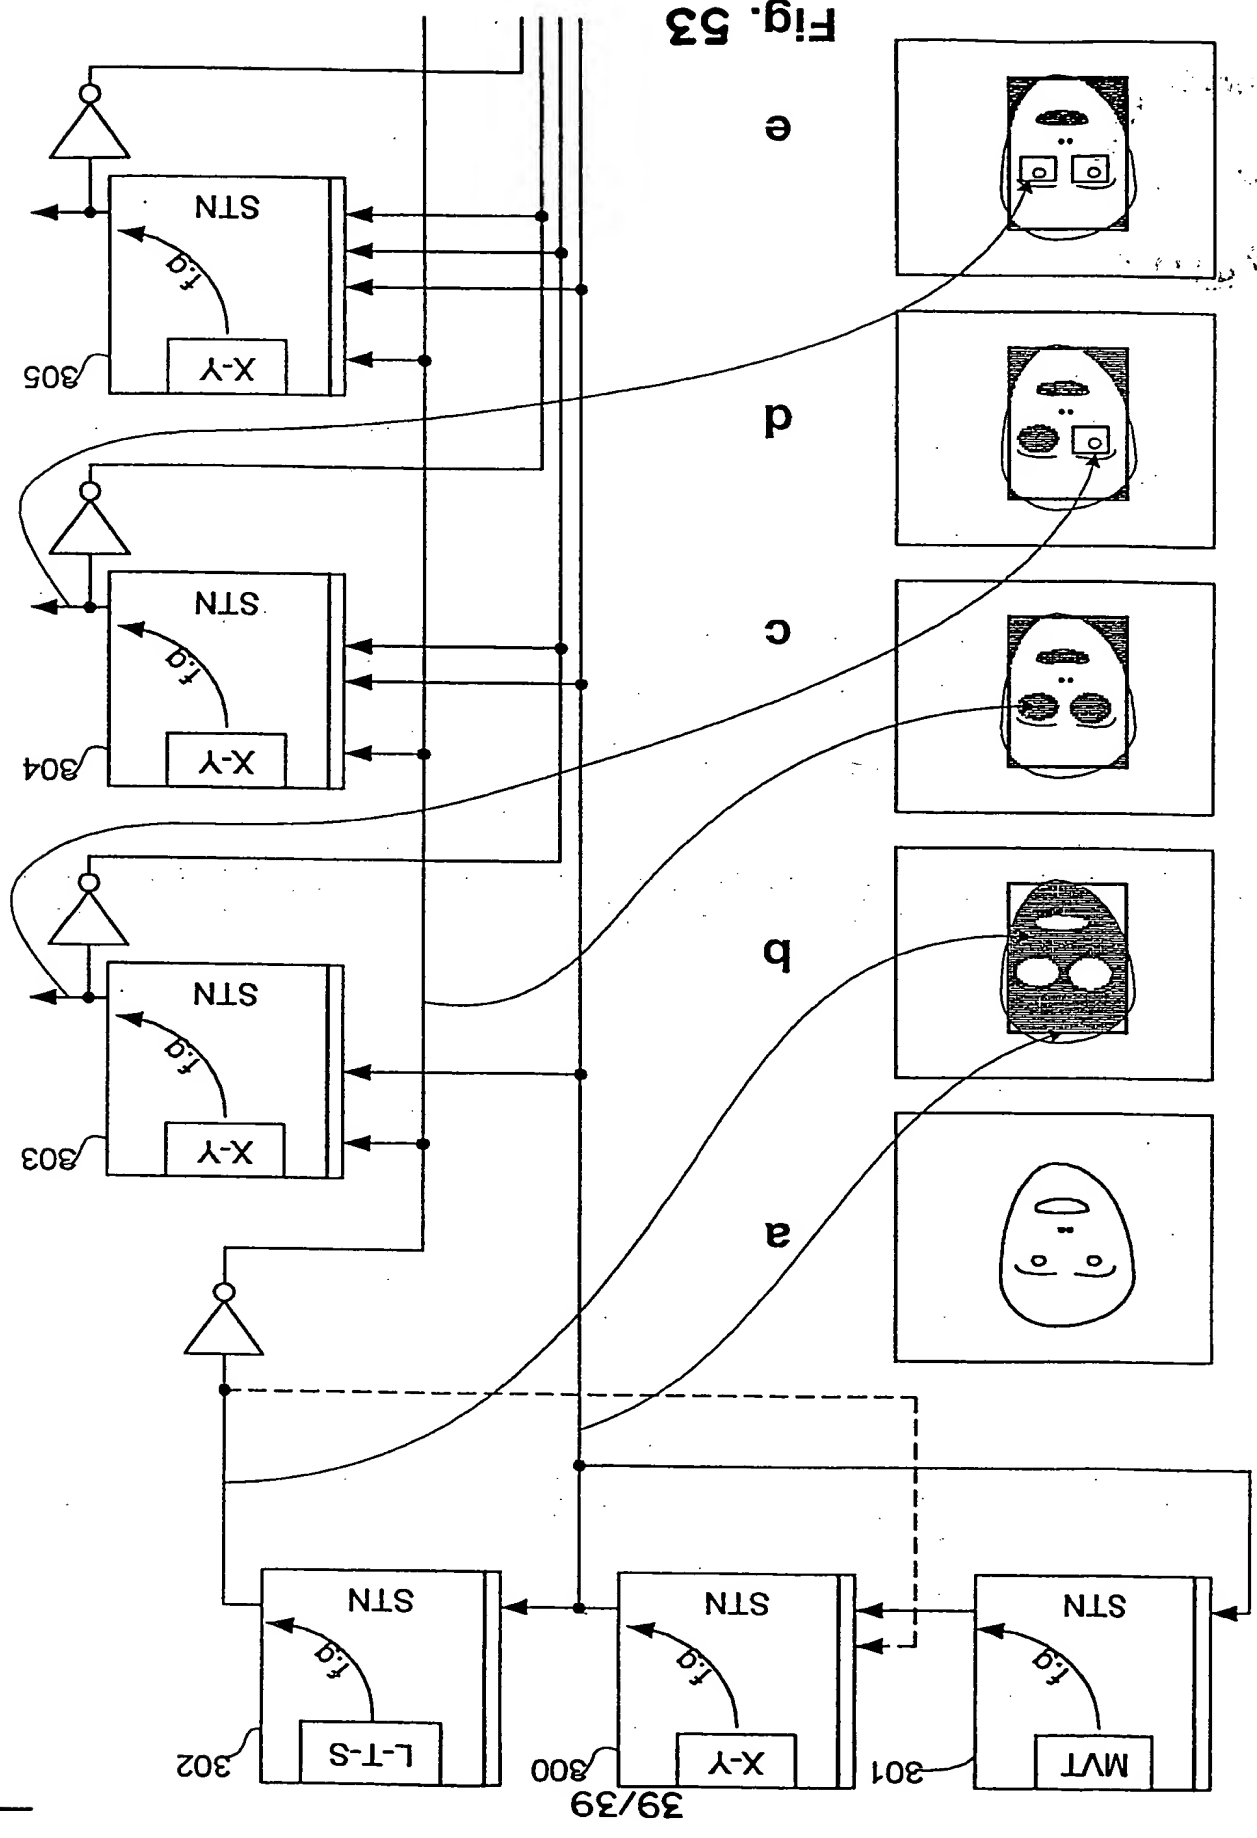 39/39
MVT
301
X-Y
300
L-T-S
302
f.g
f.g
f.g
STN
STN
STN
a
X-Y
303
f.g
STN
b
X-Y
304
f.g
c
STN
d
X-Y
305
f.g
STN
e
Fig. 53